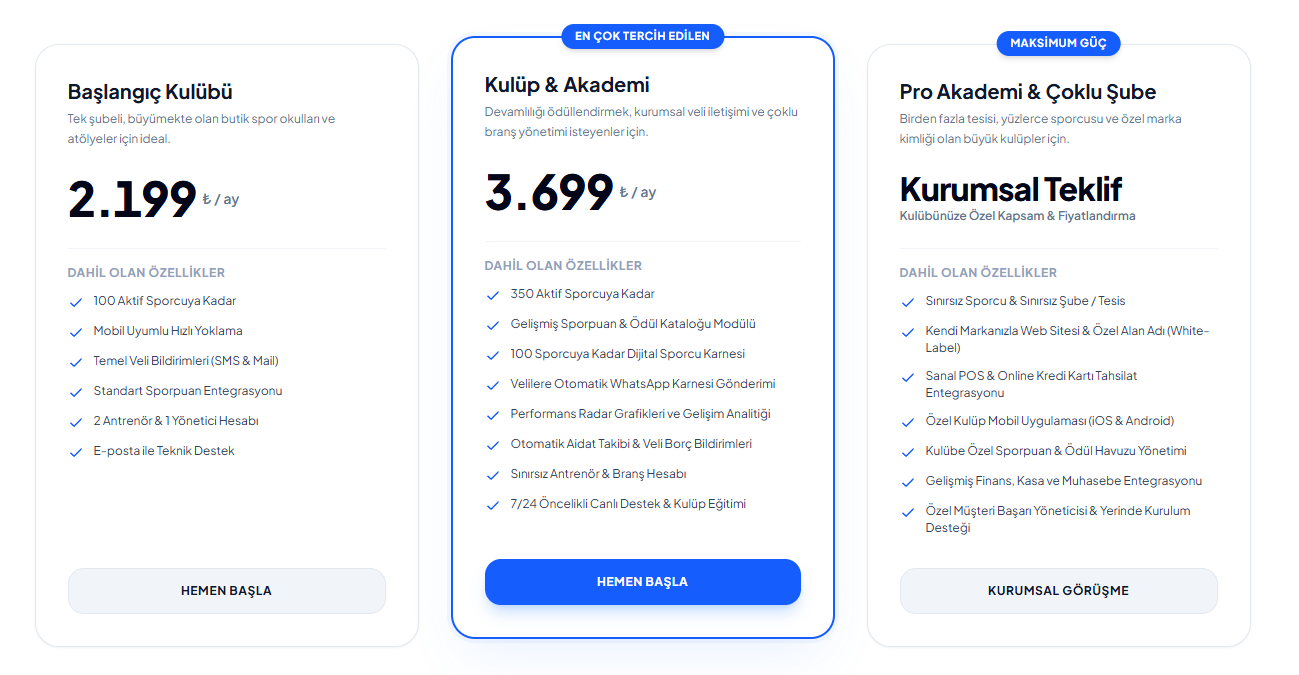 Başlangıç Kulübü
Tek şubeli, büyümekte olan butik spor okulları ve
atölyeler için ideal.
2.199 ₺ / ay
DAHİL OLAN ÖZELLİKLER
100 Aktif Sporcuya Kadar
Mobil Uyumlu Hızlı Yoklama
Temel Veli Bildirimleri (SMS & Mail)
Standart Sporpuan Entegrasyonu
2 Antrenör & 1 Yönetici Hesabı
E-posta ile Teknik Destek
HEMEN BAŞLA
EN ÇOK TERCİH EDİLEN
Kulüp & Akademi
Devamlılığı ödüllendirmek, kurumsal veli iletişimi ve çoklu
branş yönetimi isteyenler için.
3.699 ₺ / ay
DAHİL OLAN ÖZELLİKLER
350 Aktif Sporcuya Kadar
Gelişmiş Sporpuan & Ödül Kataloğu Modülü
100 Sporcuya Kadar Dijital Sporcu Karnesi
Velilere Otomatik WhatsApp Karnesi Gönderimi
Performans Radar Grafikleri ve Gelişim Analitiği
Otomatik Aidat Takibi & Veli Borç Bildirimleri
Sınırsız Antrenör & Branş Hesabı
7/24 Öncelikli Canlı Destek & Kulüp Eğitimi
HEMEN BAŞLA
MAKSİMUM GÜÇ
Pro Akademi & Çoklu Şube
Birden fazla tesisi, yüzlerce sporcusu ve özel marka
kimliği olan büyük kulüpler için.
Kurumsal Teklif
Kulübünüze Özel Kapsam & Fiyatlandırma
DAHİL OLAN ÖZELLİKLER
Sınırsız Sporcu & Sınırsız Şube / Tesis
Kendi Markanızla Web Sitesi & Özel Alan Adı (White-
Label)
Sanal POS & Online Kredi Kartı Tahsilat
Entegrasyonu
Özel Kulüp Mobil Uygulaması (iOS & Android)
Kulübe Özel Sporpuan & Ödül Havuzu Yönetimi
Gelişmiş Finans, Kasa ve Muhasebe Entegrasyonu
Özel Müşteri Başarı Yöneticisi & Yerinde Kurulum
Desteği
KURUMSAL GÖRÜŞME